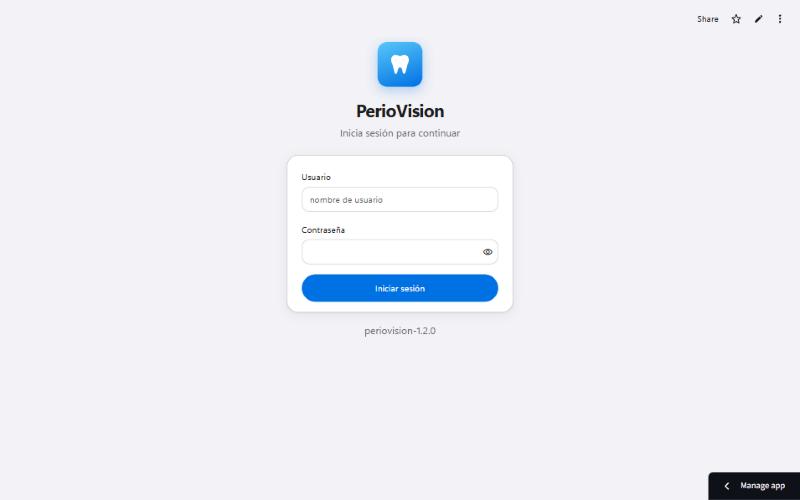 Share
PerioVision
Inicia sesión para continuar
Usuario
nombre de usuario
Contraseña
Iniciar sesión
periovision-1.2.0
Manage app